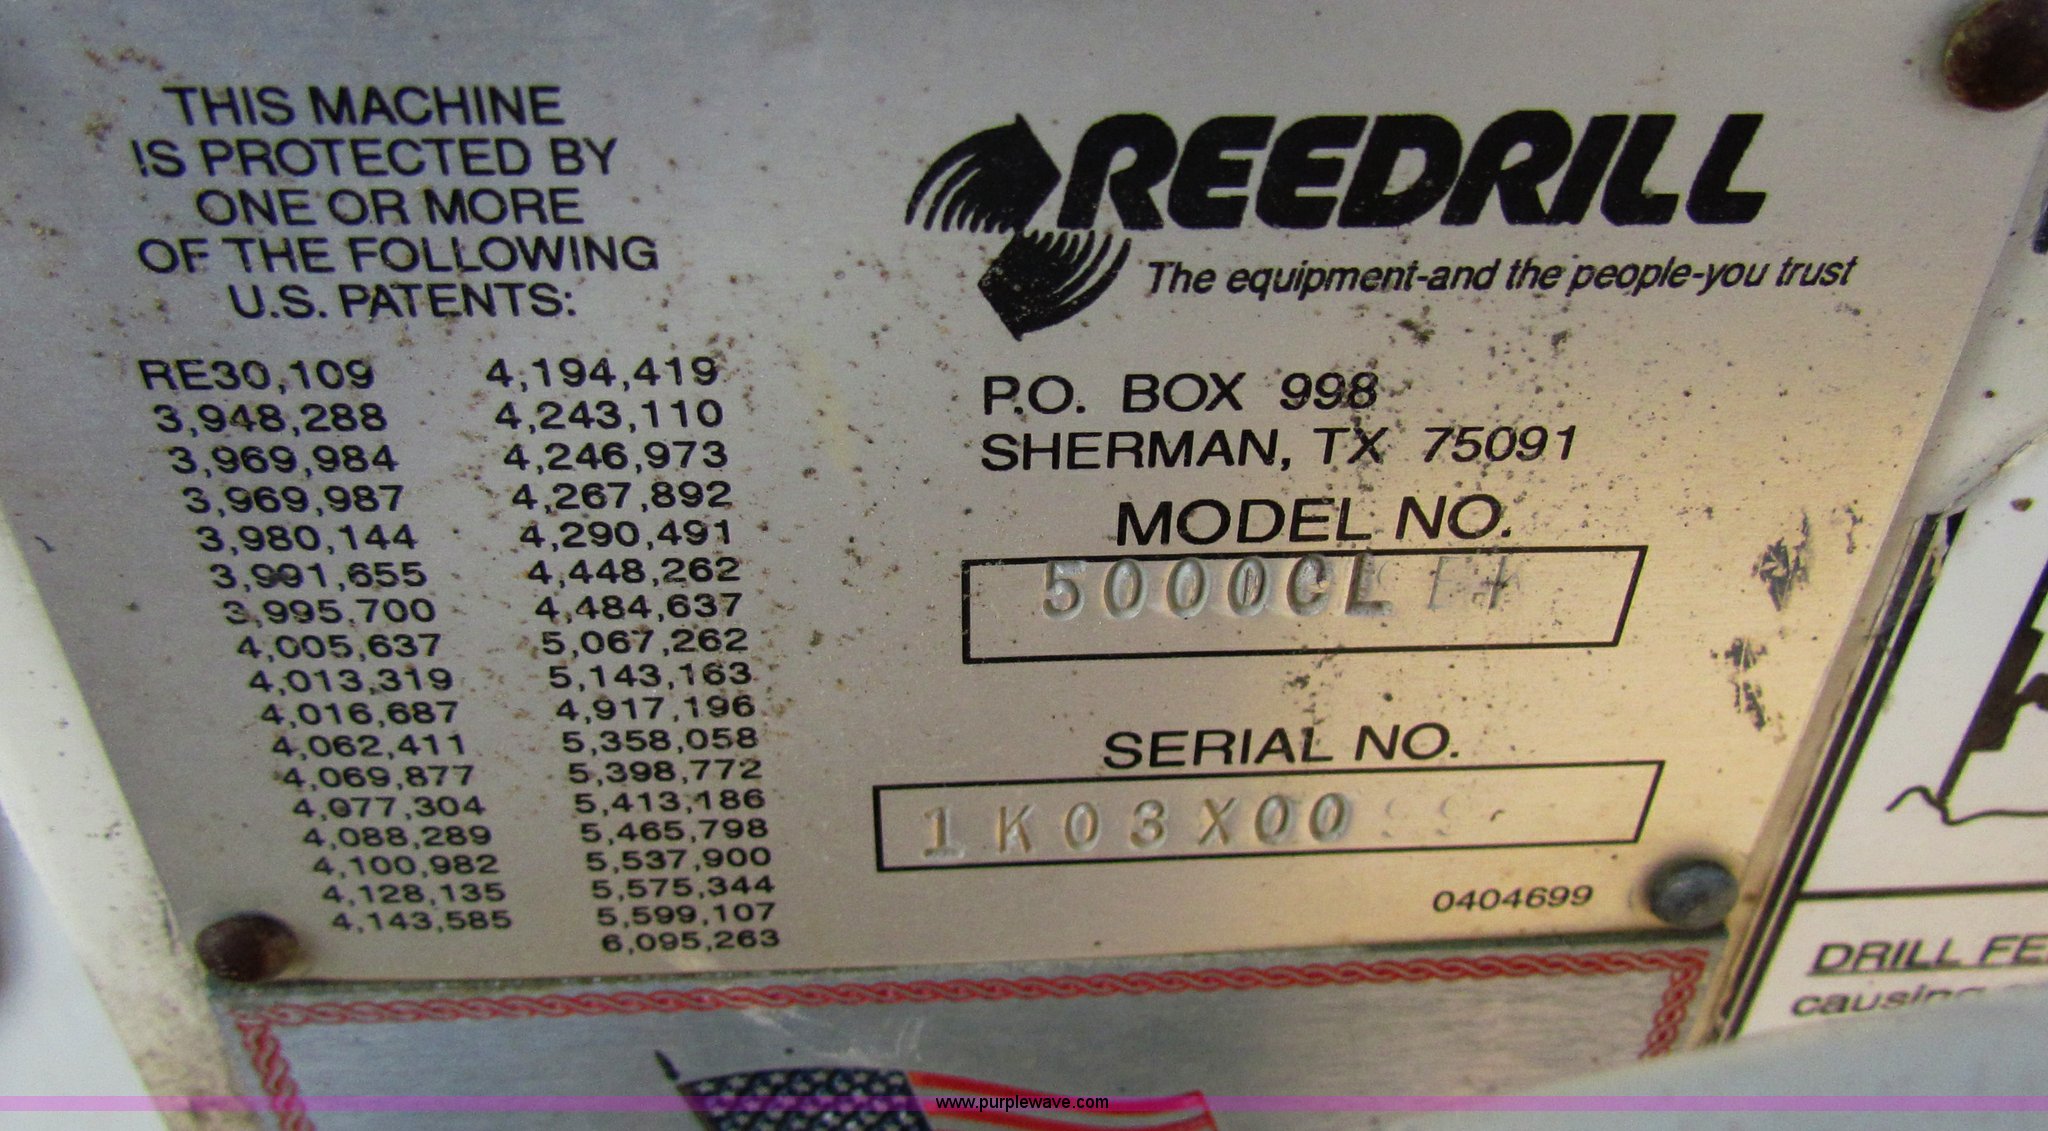 THIS MACHINE
IS PROTECTED BY
ONE OR MORE
OF THE FOLLOWING
U.S. PATENTS:
RE30,109 4,194,419
3,948,288 4,243,110
3,969,984 4,246,973
3,969,987 4,267,892
3,980,144 4,290,491
3,991,655 4,448,262
3,995,700 4,484,637
4,005,637 5,067,262
4,013,319 5,143,163
4,016,687 4,917,196
4,062,411 5,358,058
4,069,877 5,398,772
4,077,304 5,413,186
4,088,289 5,465,798
4,100,982 5,537,900
4,128,135 5,575,344
4,143,585 5,599,107
6,095,263
REEDRILL
The equipment-and the people-you trust
P.O. BOX 998
SHERMAN, TX 75091
MODEL NO.
5000CL
SERIAL NO.
1K03X00
0404699
DRILL
causing
www.purplewave.com